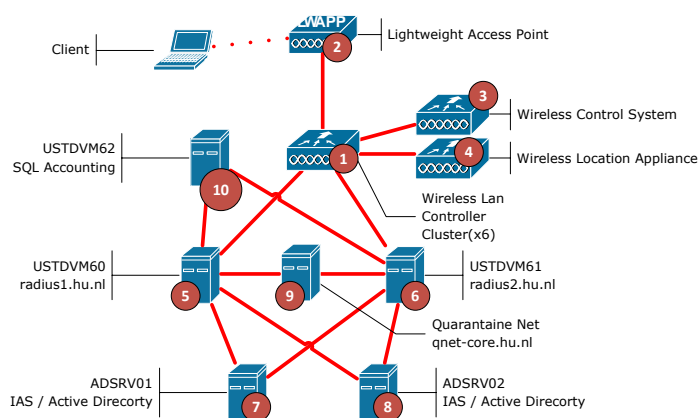 LWAPP
2
Lightweight Access Point
Client
3
Wireless Control System
4
Wireless Location Appliance
USTDVM62
SQL Accounting
10
1
Wireless Lan
Controller
Cluster(x6)
USTDVM60
radius1.hu.nl
5
9
6
USTDVM61
radius2.hu.nl
Quarantaine Net
qnet-core.hu.nl
ADSRV01
IAS / Active Direcorty
7
8
ADSRV02
IAS / Active Direcorty